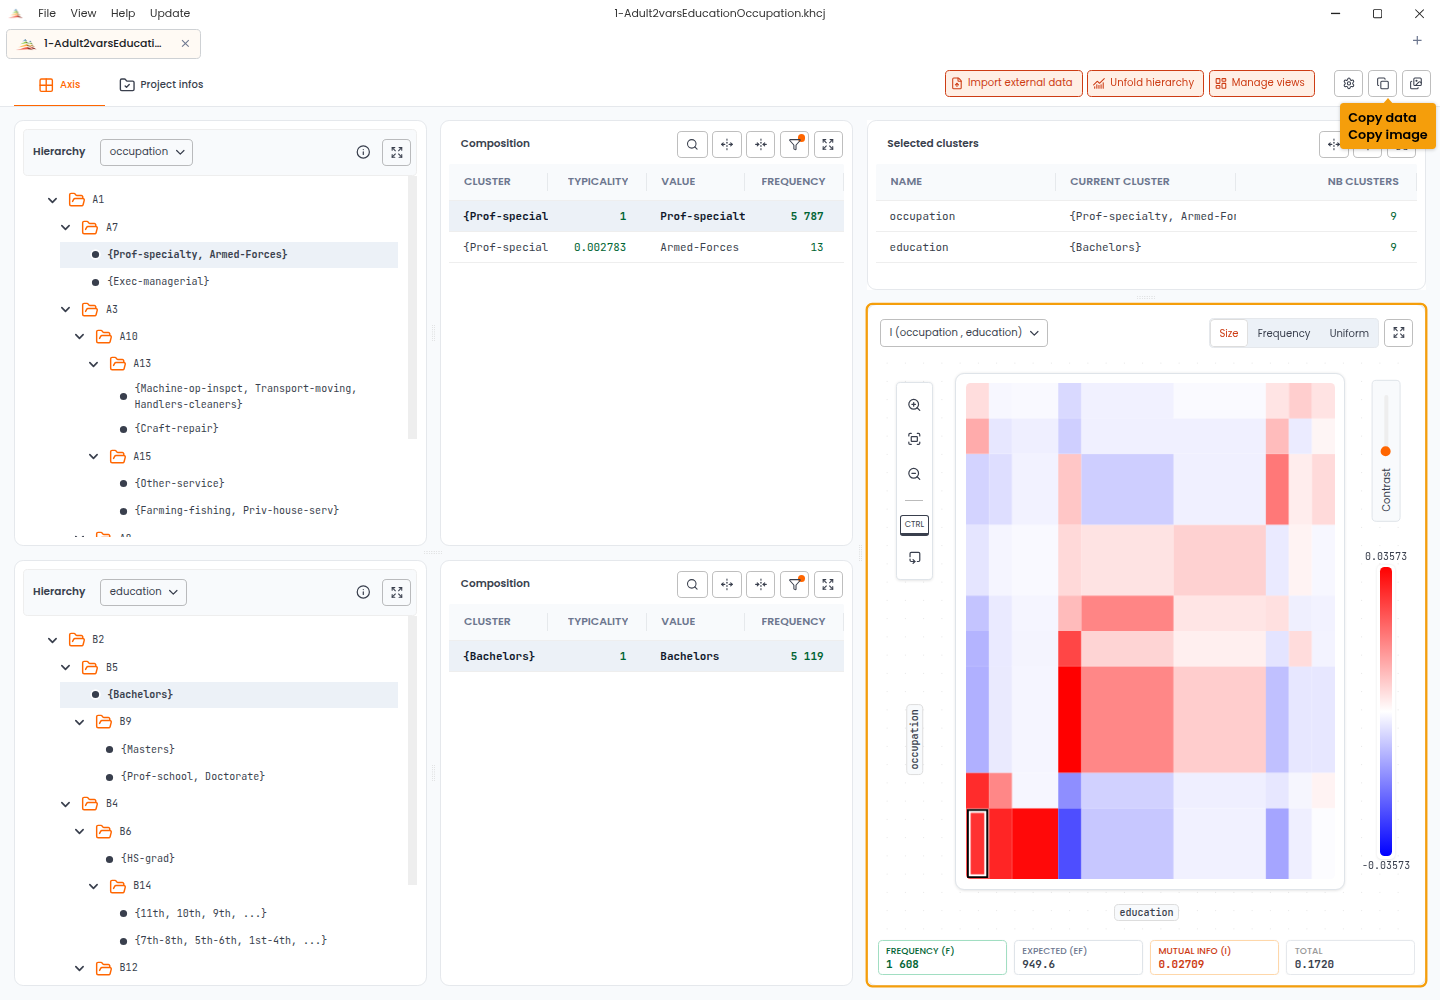 File View Help Update
1-Adult2varsEducationOccupation.khcj
1-Adult2varsEducati...
Axis
Project infos
Import external data
Unfold hierarchy
Manage views
Copy data
Copy image
Hierarchy
occupation
A1
A7
{Prof-specialty, Armed-Forces}
{Exec-managerial}
A3
A10
A13
{Machine-op-inspct, Transport-moving,
Handlers-cleaners}
{Craft-repair}
A15
{Other-service}
{Farming-fishing, Priv-house-serv}
Composition
CLUSTER TYPICALITY VALUE FREQUENCY
{Prof-special 1 Prof-specialt 5 787
{Prof-special 0.002783 Armed-Forces 13
Selected clusters
NAME CURRENT CLUSTER NB CLUSTERS
occupation {Prof-specialty, Armed-For 9
education {Bachelors} 9
Hierarchy
education
B2
B5
{Bachelors}
B9
{Masters}
{Prof-school, Doctorate}
B4
B6
{HS-grad}
B14
{11th, 10th, 9th, ...}
{7th-8th, 5th-6th, 1st-4th, ...}
B12
Composition
CLUSTER TYPICALITY VALUE FREQUENCY
{Bachelors} 1 Bachelors 5 119
I (occupation , education)
Size Frequency Uniform
CTRL
Contrast
0.03573
-0.03573
occupation
education
FREQUENCY (F)
1 608
EXPECTED (EF)
949.6
MUTUAL INFO (I)
0.02709
TOTAL
0.1720